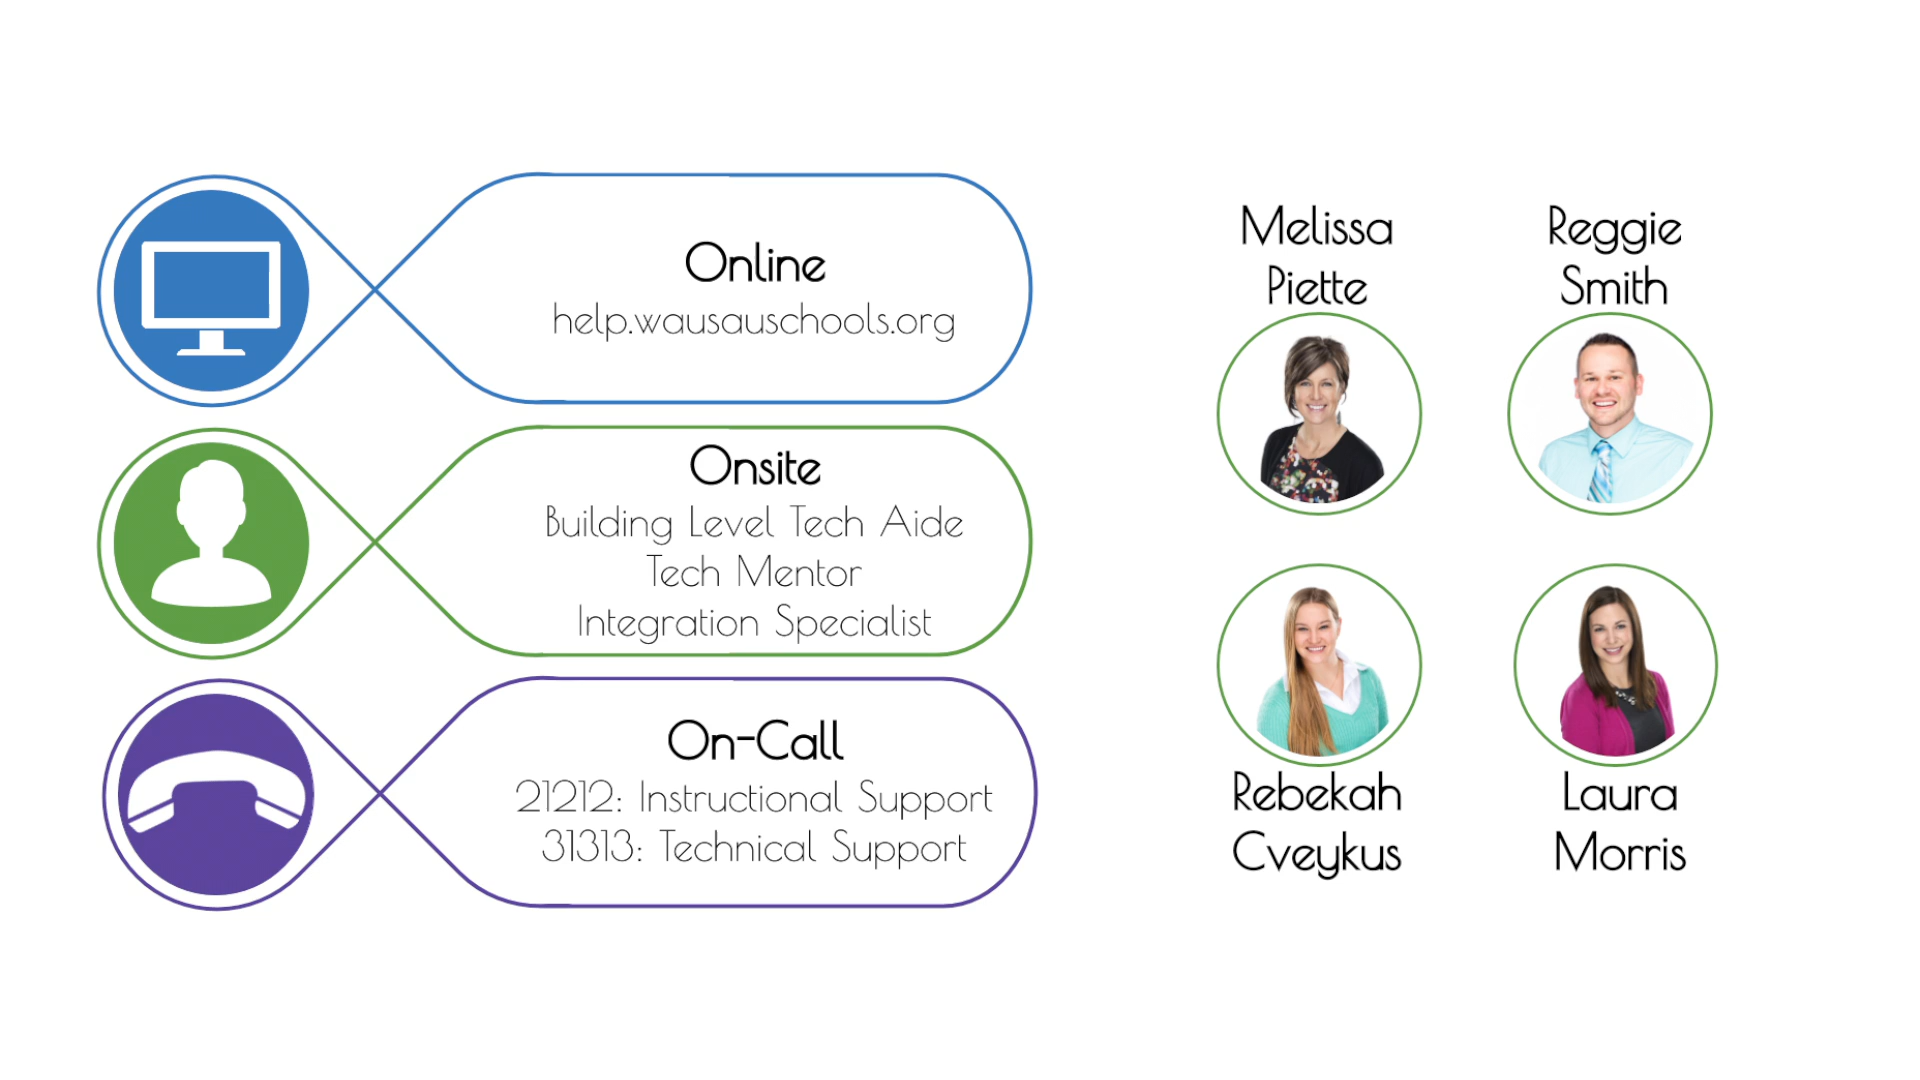 Online
help.wausauschools.org
Onsite
Building Level Tech Aide
Tech Mentor
Integration Specialist
On-Call
21212: Instructional Support
31313: Technical Support
Melissa
Piette
Reggie
Smith
Rebekah
Cveykus
Laura
Morris